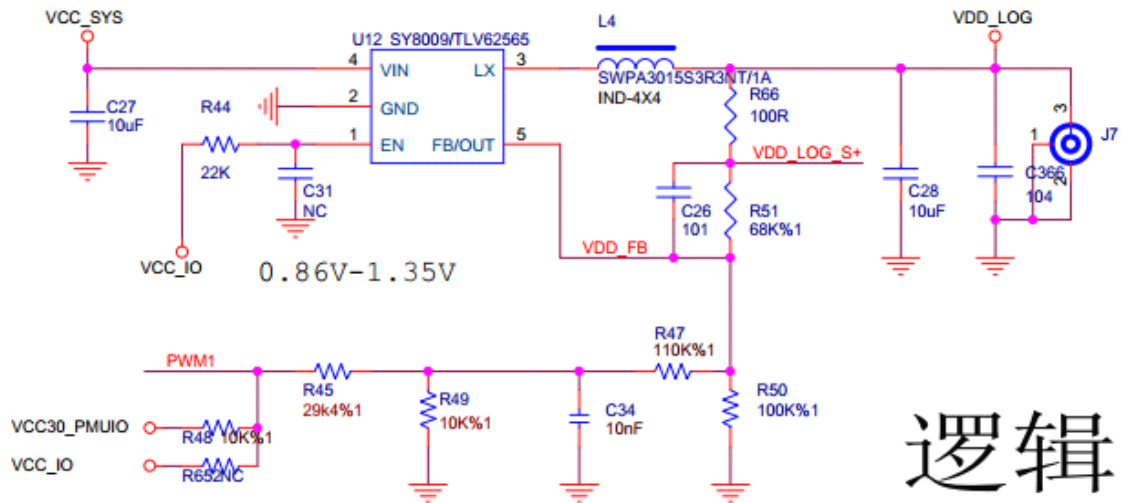 VCC_SYS
VDD_LOG
L4
U12 SY8009/TLV62565
4
VIN
LX
3
SWPA3015S3R3NT/1A
IND-4X4
C27
10uF
R44
2
GND
R66
100R
3
1
J7
1
EN
FB/OUT
5
VDD_LOG_S+
22K
C31
NC
C26
101
R51
68K%1
C28
10uF
C366
104
2
VDD_FB
VCC_IO
0.86V-1.35V
R47
110K%1
PWM1
R45
29k4%1
R49
10K%1
C34
10nF
R50
100K%1
VCC30_PMUIO
R48 10K%1
VCC_IO
R652NC
逻辑